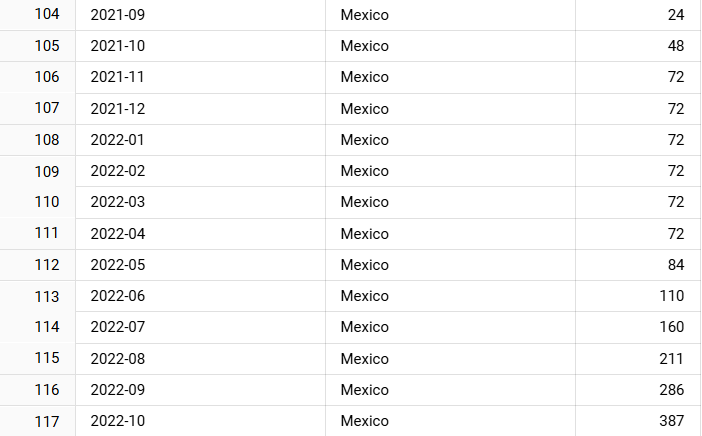 104 2021-09 Mexico 24
105 2021-10 Mexico 48
106 2021-11 Mexico 72
107 2021-12 Mexico 72
108 2022-01 Mexico 72
109 2022-02 Mexico 72
110 2022-03 Mexico 72
111 2022-04 Mexico 72
112 2022-05 Mexico 84
113 2022-06 Mexico 110
114 2022-07 Mexico 160
115 2022-08 Mexico 211
116 2022-09 Mexico 286
117 2022-10 Mexico 387